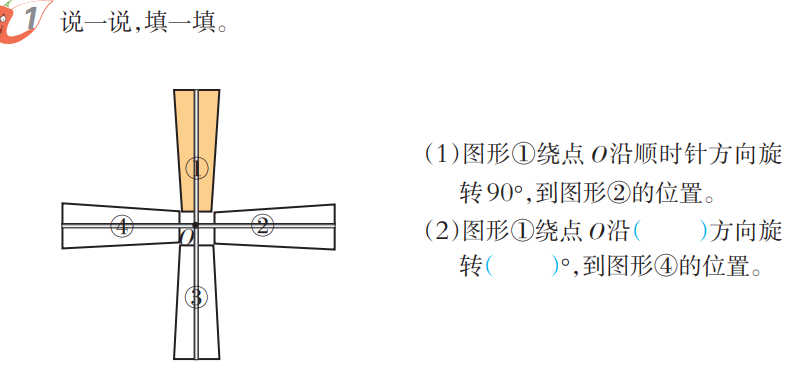 1 说一说,填一填。
①
④ ②
O
③
(1)图形①绕点O沿顺时针方向旋
转90°,到图形②的位置。
(2)图形①绕点O沿( )方向旋
转( )°,到图形④的位置。